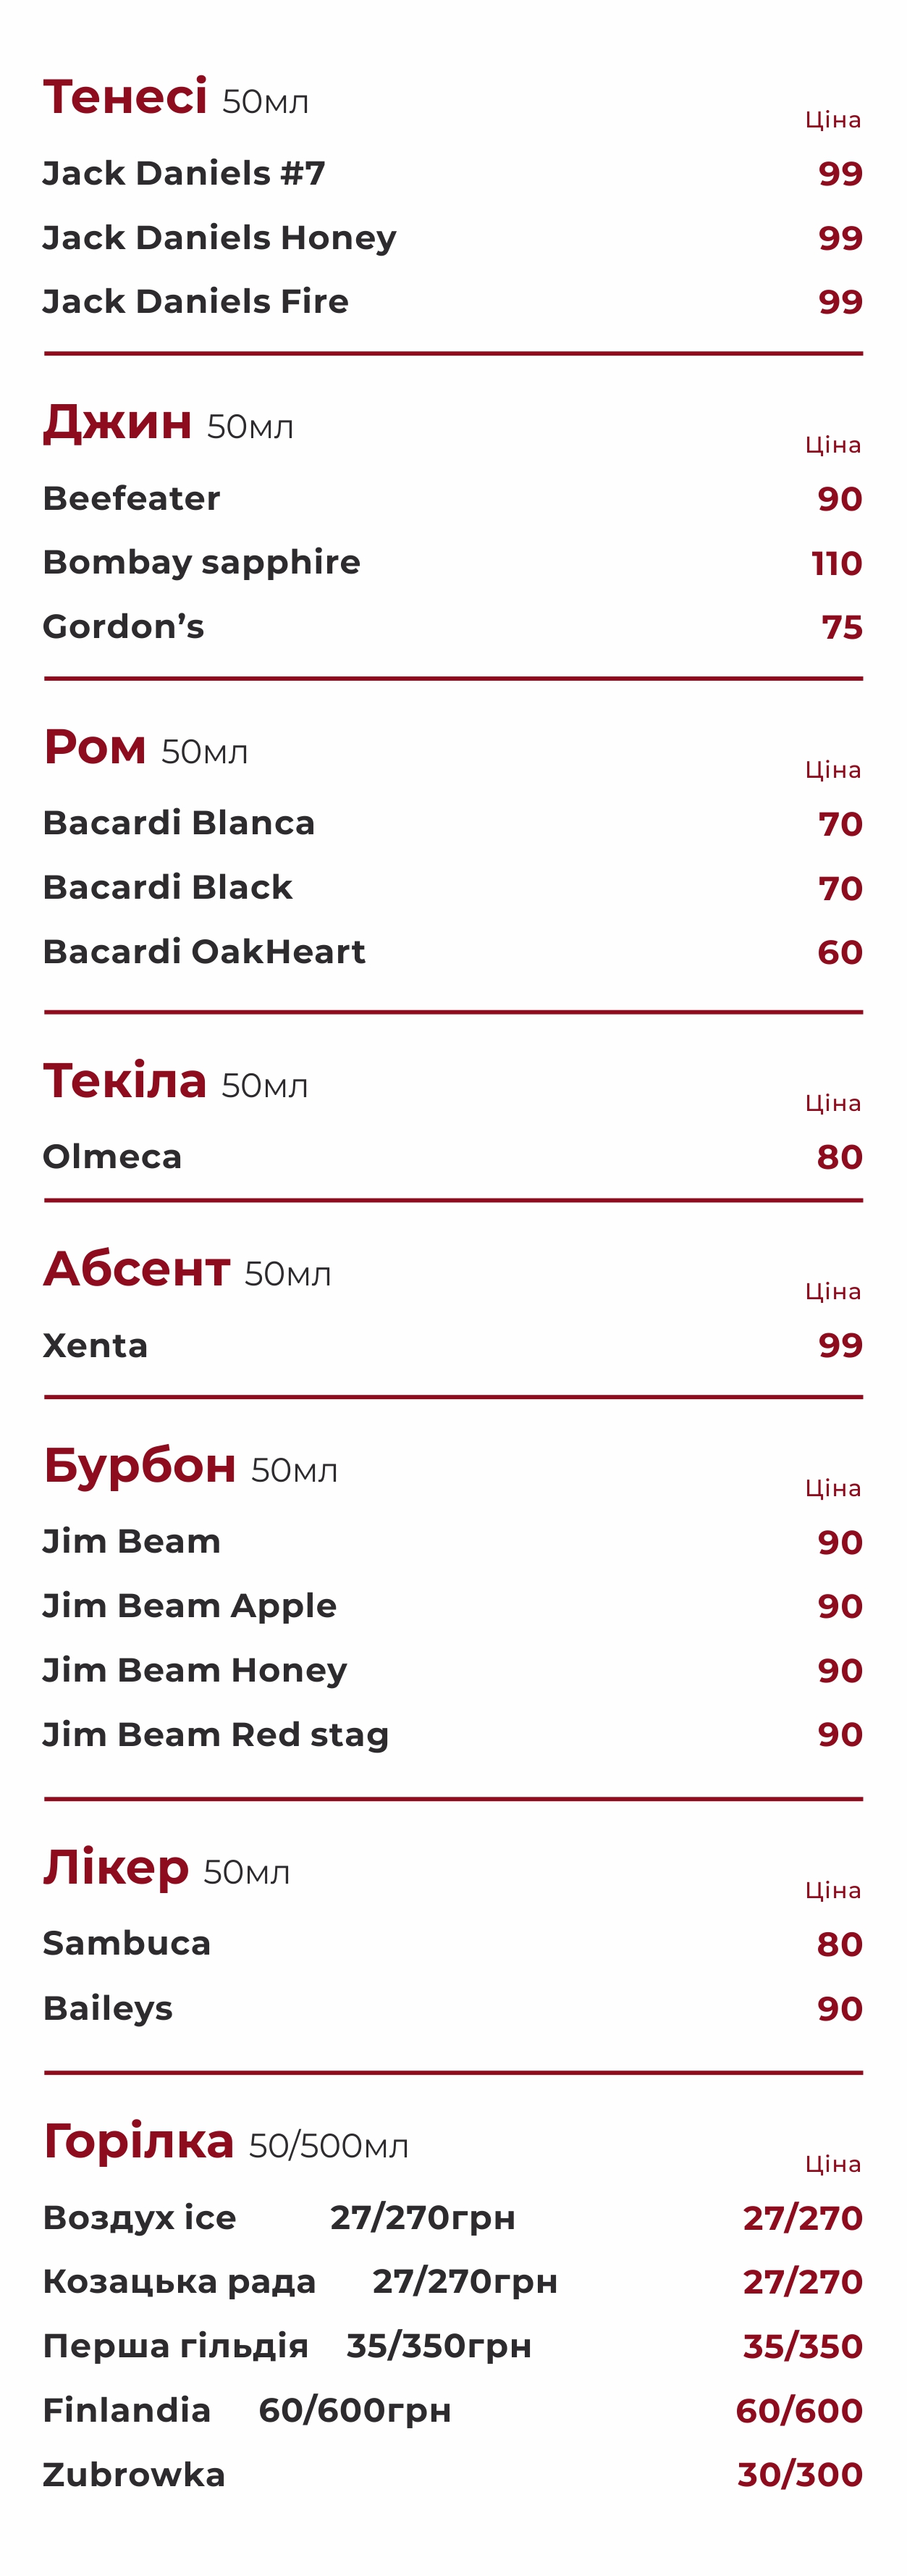 Тенесі 50мл
Ціна
Jack Daniels #7 99
Jack Daniels Honey 99
Jack Daniels Fire 99
Джин 50мл
Ціна
Beefeater 90
Bombay sapphire 110
Gordon’s 75
Ром 50мл
Ціна
Bacardi Blanca 70
Bacardi Black 70
Bacardi OakHeart 60
Текіла 50мл
Ціна
Olmeca 80
Абсент 50мл
Ціна
Xenta 99
Бурбон 50мл
Ціна
Jim Beam 90
Jim Beam Apple 90
Jim Beam Honey 90
Jim Beam Red stag 90
Лікер 50мл
Ціна
Sambuca 80
Baileys 90
Горілка 50/500мл
Ціна
Воздух ice 27/270грн 27/270
Козацька рада 27/270грн 27/270
Перша гільдія 35/350грн 35/350
Finlandia 60/600грн 60/600
Zubrowka 30/300